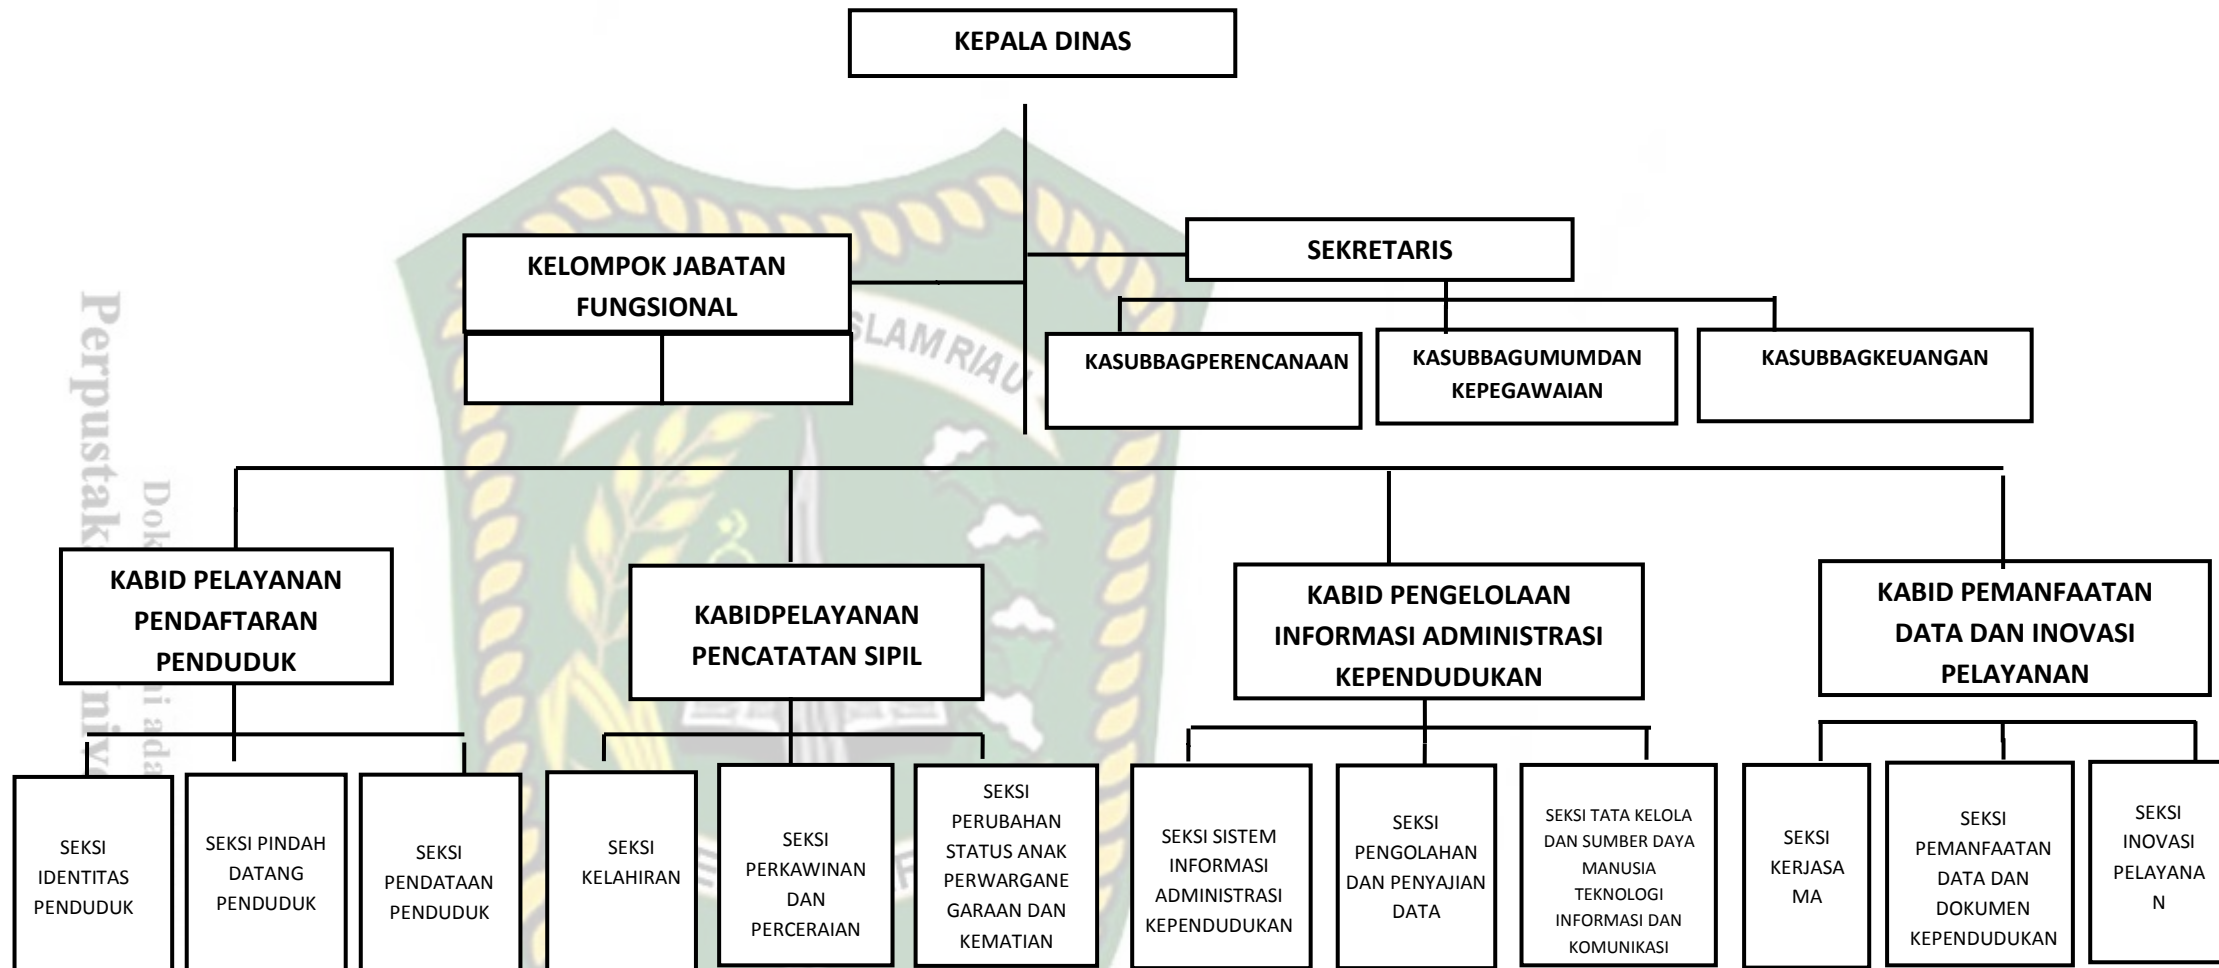 KEPALA DINAS
KELOMPOK JABATAN
FUNGSIONAL
SEKRETARIS
KASUBBAGPERENCANAAN
KASUBBAGUMUMDAN
KEPEGAWAIAN
KASUBBAGKEUANGAN
SLAM RIAU
Perpustak
Dok
KABID PELAYANAN
PENDAFTARAN
PENDUDUK
KABIDPELAYANAN
PENCATATAN SIPIL
KABID PENGELOLAAN
INFORMASI ADMINISTRASI
KEPENDUDUKAN
KABID PEMANFAATAN
DATA DAN INOVASI
PELAYANAN
SEKSI
IDENTITAS
PENDUDUK
SEKSI PINDAH
DATANG
PENDUDUK
SEKSI
PENDATAAN
PENDUDUK
SEKSI
KELAHIRAN
SEKSI
PERKAWINAN
DAN
PERCERAIAN
SEKSI
PERUBAHAN
STATUS ANAK
PERWARGANE
GARAAN DAN
KEMATIAN
SEKSI SISTEM
INFORMASI
ADMINISTRASI
KEPENDUDUKAN
SEKSI
PENGOLAHAN
DAN PENYAJIAN
DATA
SEKSI TATA KELOLA
DAN SUMBER DAYA
MANUSIA
TEKNOLOGI
INFORMASI DAN
KOMUNIKASI
SEKSI
KERJASA
MA
SEKSI
PEMANFAATAN
DATA DAN
DOKUMEN
KEPENDUDUKAN
SEKSI
INOVASI
PELAYANA
N